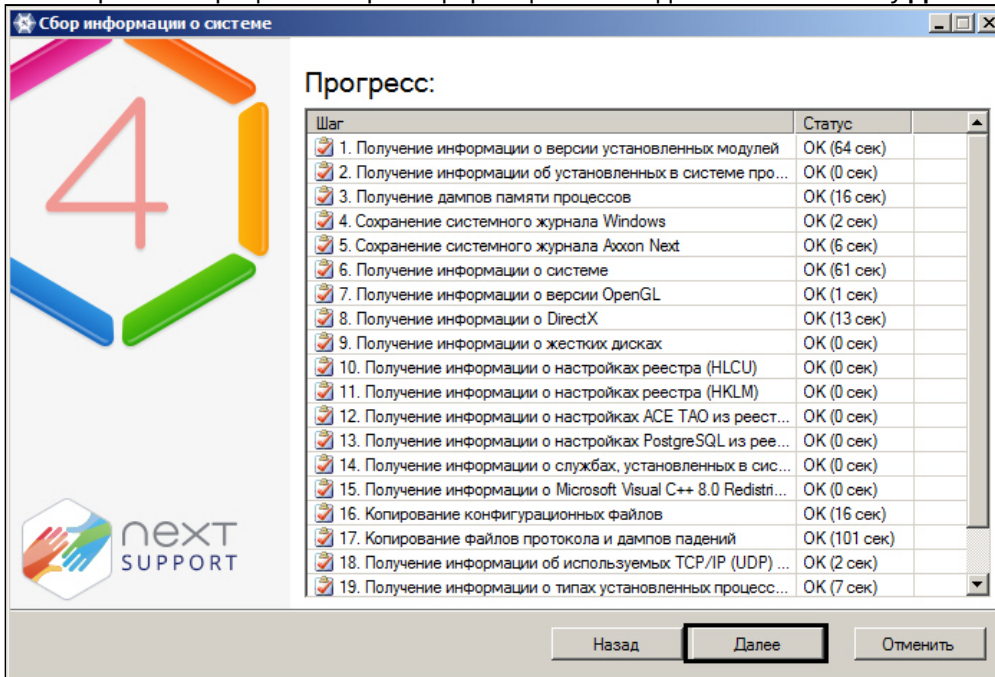 Сбор информации о системе
4
Прогресс:
Шаг Статус
1. Получение информации о версии установленных модулей OK (64 сек)
2. Получение информации об установленных в системе про... OK (0 сек)
3. Получение дампов памяти процессов OK (16 сек)
4. Сохранение системного журнала Windows OK (2 сек)
5. Сохранение системного журнала Axxon Next OK (6 сек)
6. Получение информации о системе OK (61 сек)
7. Получение информации о версии OpenGL OK (1 сек)
8. Получение информации о DirectX OK (13 сек)
9. Получение информации о жестких дисках OK (0 сек)
10. Получение информации о настройках реестра (HLCU) OK (0 сек)
11. Получение информации о настройках реестра (HKLM) OK (0 сек)
12. Получение информации о настройках ACE TAO из реест... OK (0 сек)
13. Получение информации о настройках PostgreSQL из рее... OK (0 сек)
14. Получение информации о службах, установленных в сис... OK (0 сек)
15. Получение информации о Microsoft Visual C++ 8.0 Redistri... OK (0 сек)
16. Копирование конфигурационных файлов OK (16 сек)
17. Копирование файлов протокола и дампов падений OK (101 сек)
18. Получение информации об используемых TCP/IP (UDP) ... OK (2 сек)
19. Получение информации о типах установленных процесс... OK (7 сек)
next
SUPPORT
Назад Далее Отменить